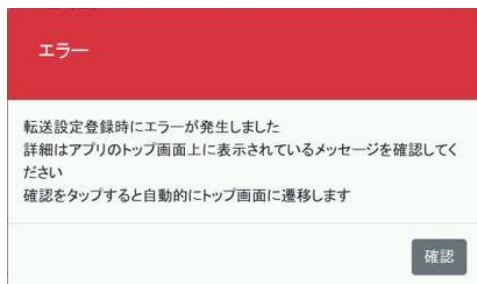 エラー
転送設定登録時にエラーが発生しました
詳細はアプリのトップ画面上に表示されているメッセージを確認してく
ださい
確認をタップすると自動的にトップ画面に遷移します
確認